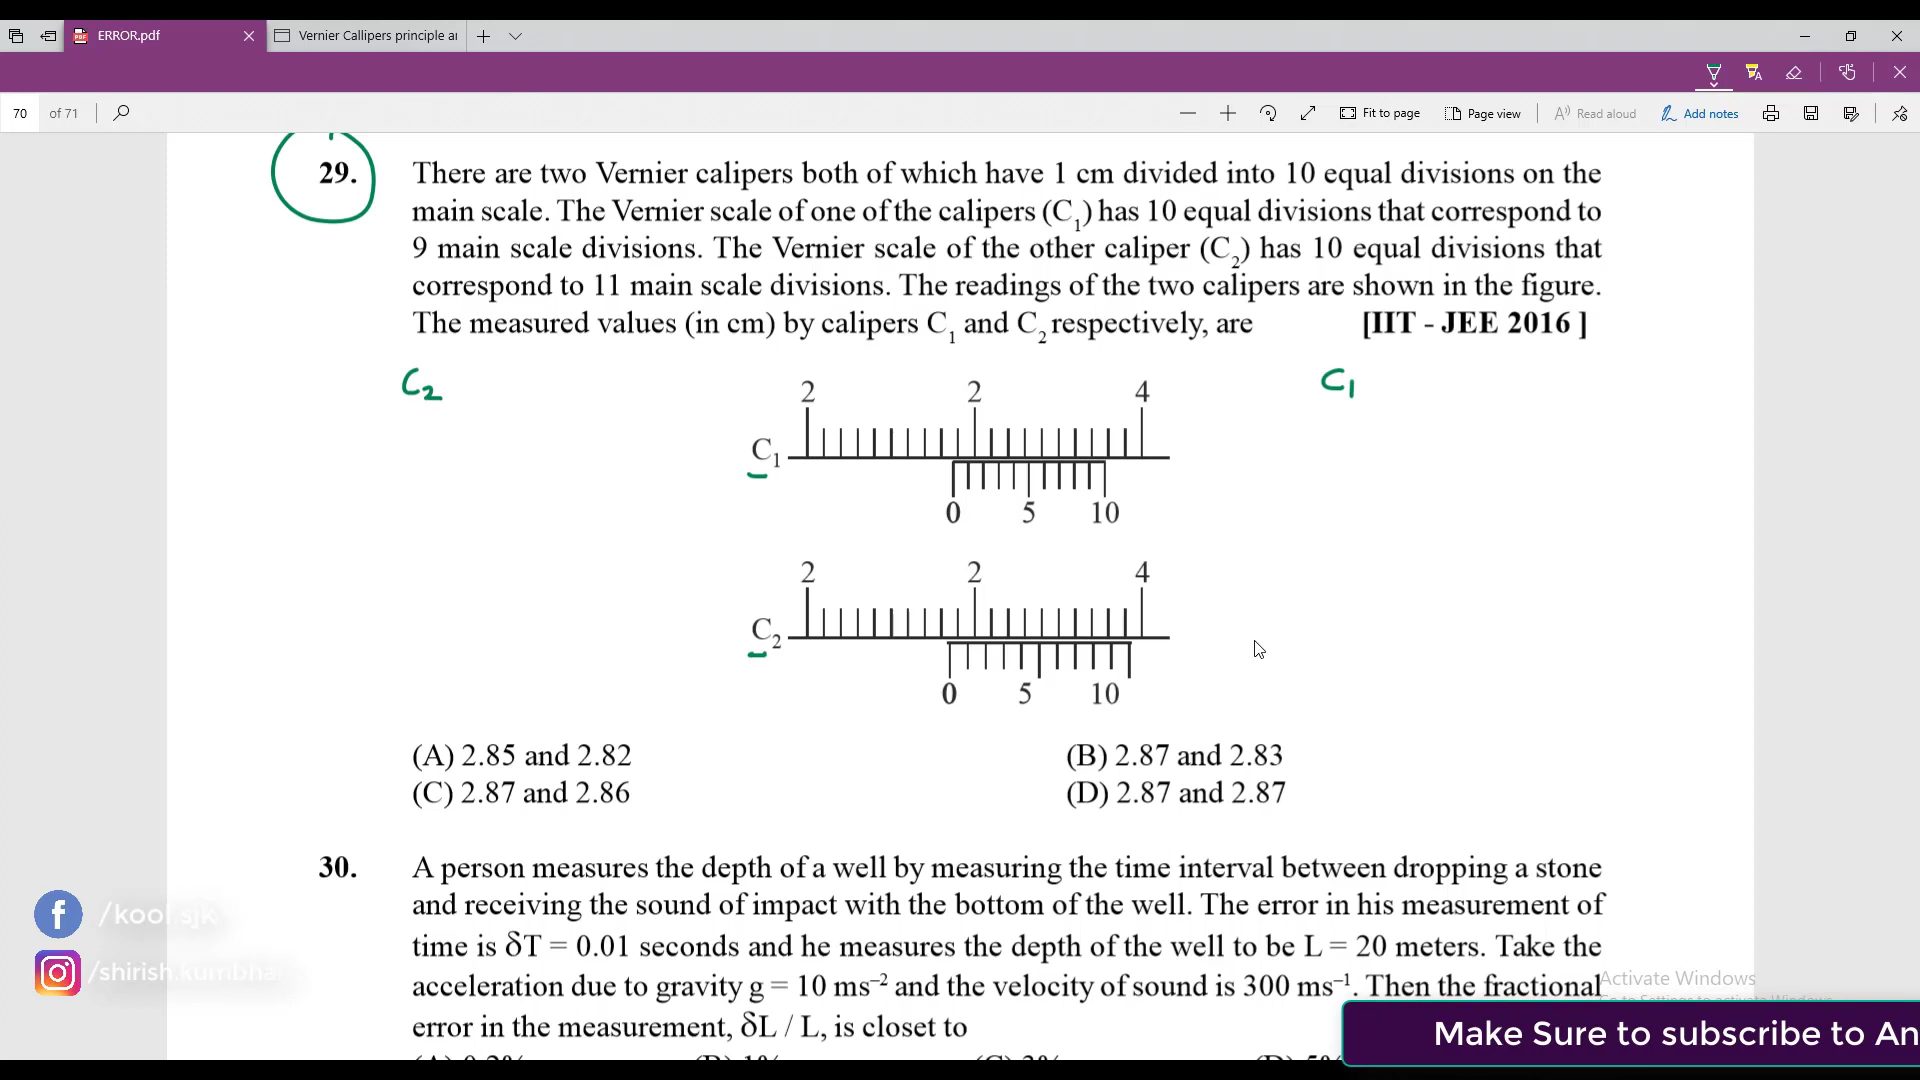 ERROR.pdf
Vernier Callipers principle a
70 of 71
Fit to page
Page view
Read aloud
Add notes
29. There are two Vernier calipers both of which have 1 cm divided into 10 equal divisions on the
main scale. The Vernier scale of one of the calipers (C₁) has 10 equal divisions that correspond to
9 main scale divisions. The Vernier scale of the other caliper (C₂) has 10 equal divisions that
correspond to 11 main scale divisions. The readings of the two calipers are shown in the figure.
The measured values (in cm) by calipers C₁ and C₂ respectively, are [IIT - JEE 2016 ]
C₂
C₁
2 2 4
C₁
0 5 10
2 2 4
C₂
0 5 10
(A) 2.85 and 2.82 (B) 2.87 and 2.83
(C) 2.87 and 2.86 (D) 2.87 and 2.87
30. A person measures the depth of a well by measuring the time interval between dropping a stone
and receiving the sound of impact with the bottom of the well. The error in his measurement of
time is δT = 0.01 seconds and he measures the depth of the well to be L = 20 meters. Take the
acceleration due to gravity g = 10 ms⁻² and the velocity of sound is 300 ms⁻¹. Then the fractional
error in the measurement, δL / L, is closet to
f /kool.sjk
/shirish.kumbha
Activate Windows
Make Sure to subscribe to An